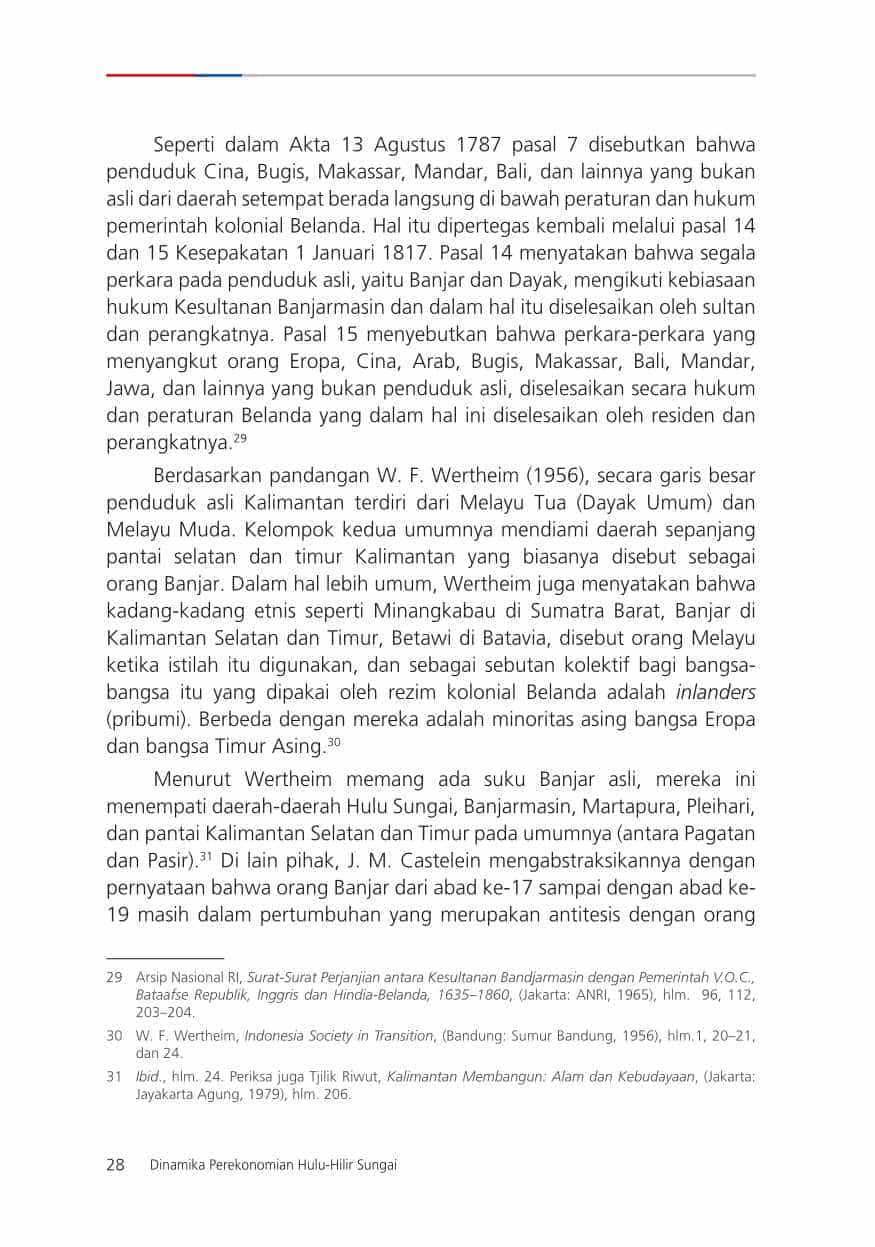 Seperti dalam Akta 13 Agustus 1787 pasal 7 disebutkan bahwa
penduduk Cina, Bugis, Makassar, Mandar, Bali, dan lainnya yang bukan
asli dari daerah setempat berada langsung di bawah peraturan dan hukum
pemerintah kolonial Belanda. Hal itu dipertegas kembali melalui pasal 14
dan 15 Kesepakatan 1 Januari 1817. Pasal 14 menyatakan bahwa segala
perkara pada penduduk asli, yaitu Banjar dan Dayak, mengikuti kebiasaan
hukum Kesultanan Banjarmasin dan dalam hal itu diselesaikan oleh sultan
dan perangkatnya. Pasal 15 menyebutkan bahwa perkara-perkara yang
menyangkut orang Eropa, Cina, Arab, Bugis, Makassar, Bali, Mandar,
Jawa, dan lainnya yang bukan penduduk asli, diselesaikan secara hukum
dan peraturan Belanda yang dalam hal ini diselesaikan oleh residen dan
perangkatnya.29
Berdasarkan pandangan W. F. Wertheim (1956), secara garis besar
penduduk asli Kalimantan terdiri dari Melayu Tua (Dayak Umum) dan
Melayu Muda. Kelompok kedua umumnya mendiami daerah sepanjang
pantai selatan dan timur Kalimantan yang biasanya disebut sebagai
orang Banjar. Dalam hal lebih umum, Wertheim juga menyatakan bahwa
kadang-kadang etnis seperti Minangkabau di Sumatra Barat, Banjar di
Kalimantan Selatan dan Timur, Betawi di Batavia, disebut orang Melayu
ketika istilah itu digunakan, dan sebagai sebutan kolektif bagi bangsa-
bangsa itu yang dipakai oleh rezim kolonial Belanda adalah inlanders
(pribumi). Berbeda dengan mereka adalah minoritas asing bangsa Eropa
dan bangsa Timur Asing.30
Menurut Wertheim memang ada suku Banjar asli, mereka ini
menempati daerah-daerah Hulu Sungai, Banjarmasin, Martapura, Pleihari,
dan pantai Kalimantan Selatan dan Timur pada umumnya (antara Pagatan
dan Pasir).31 Di lain pihak, J. M. Castelein mengabstraksikannya dengan
pernyataan bahwa orang Banjar dari abad ke-17 sampai dengan abad ke-
19 masih dalam pertumbuhan yang merupakan antitesis dengan orang
29 Arsip Nasional RI, Surat-Surat Perjanjian antara Kesultanan Bandjarmasin dengan Pemerintah V.O.C.,
Bataafse Republik, Inggris dan Hindia-Belanda, 1635–1860, (Jakarta: ANRI, 1965), hlm. 96, 112,
203–204.
30 W. F. Wertheim, Indonesia Society in Transition, (Bandung: Sumur Bandung, 1956), hlm.1, 20–21,
dan 24.
31 Ibid., hlm. 24. Periksa juga Tjilik Riwut, Kalimantan Membangun: Alam dan Kebudayaan, (Jakarta:
Jayakarta Agung, 1979), hlm. 206.
28 Dinamika Perekonomian Hulu-Hilir Sungai